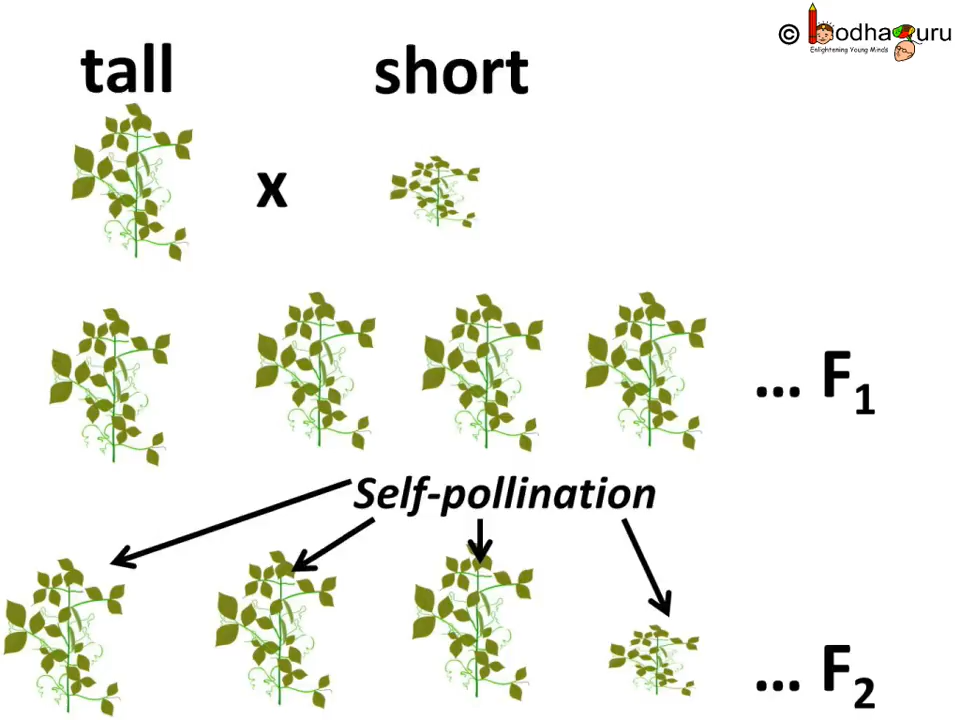 © BodhaGuru
Enlightening Young Minds
tall short
x
... F₁
Self-pollination
... F₂